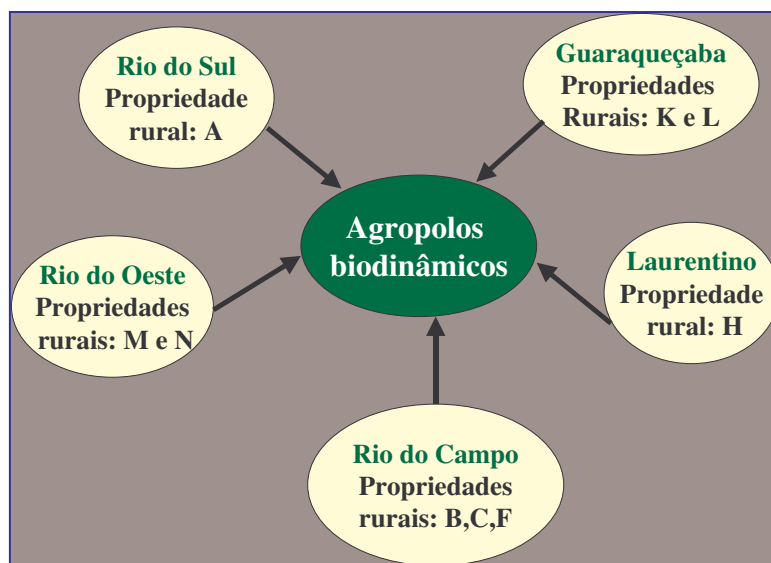 Rio do Sul
Propriedade
rural: A
Guaraqueçaba
Propriedades
Rurais: K e L
Agropolos
biodinâmicos
Rio do Oeste
Propriedades
rurais: M e N
Laurentino
Propriedade
rural: H
Rio do Campo
Propriedades
rurais: B,C,F